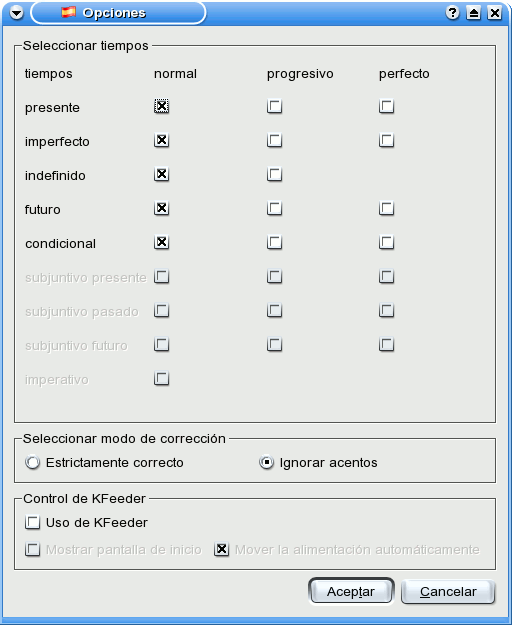 Opciones
Seleccionar tiempos
tiempos normal progresivo perfecto
presente
imperfecto
indefinido
futuro
condicional
subjuntivo presente
subjuntivo pasado
subjuntivo futuro
imperativo
Seleccionar modo de corrección
Estrictamente correcto Ignorar acentos
Control de KFeeder
Uso de KFeeder
Mostrar pantalla de inicio Mover la alimentación automáticamente
Aceptar Cancelar